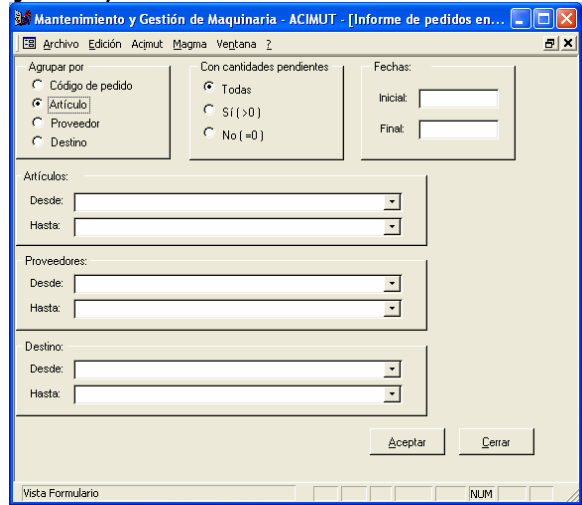 Mantenimiento y Gestión de Maquinaria - ACIMUT - [Informe de pedidos en...
Archivo Edición Acimut Magma Ventana ?
Agrupar por
Código de pedido
Artículo
Proveedor
Destino
Con cantidades pendientes
Todas
Sí ( >0 )
No ( =0 )
Fechas:
Inicial:
Final:
Artículos:
Desde:
Hasta:
Proveedores:
Desde:
Hasta:
Destino:
Desde:
Hasta:
Aceptar Cerrar
Vista Formulario NUM